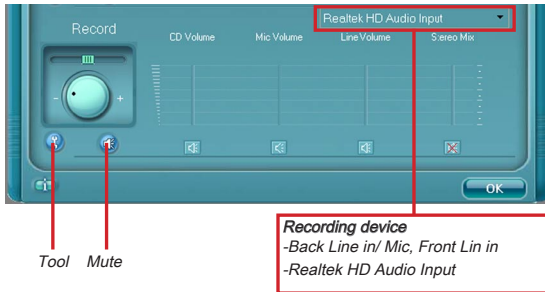 Realtek HD Audio Input
Record
CD Volume Mic Volume Line Volume Stereo Mix
- +
i
OK
Tool Mute
Recording device
-Back Line in/ Mic, Front Lin in
-Realtek HD Audio Input